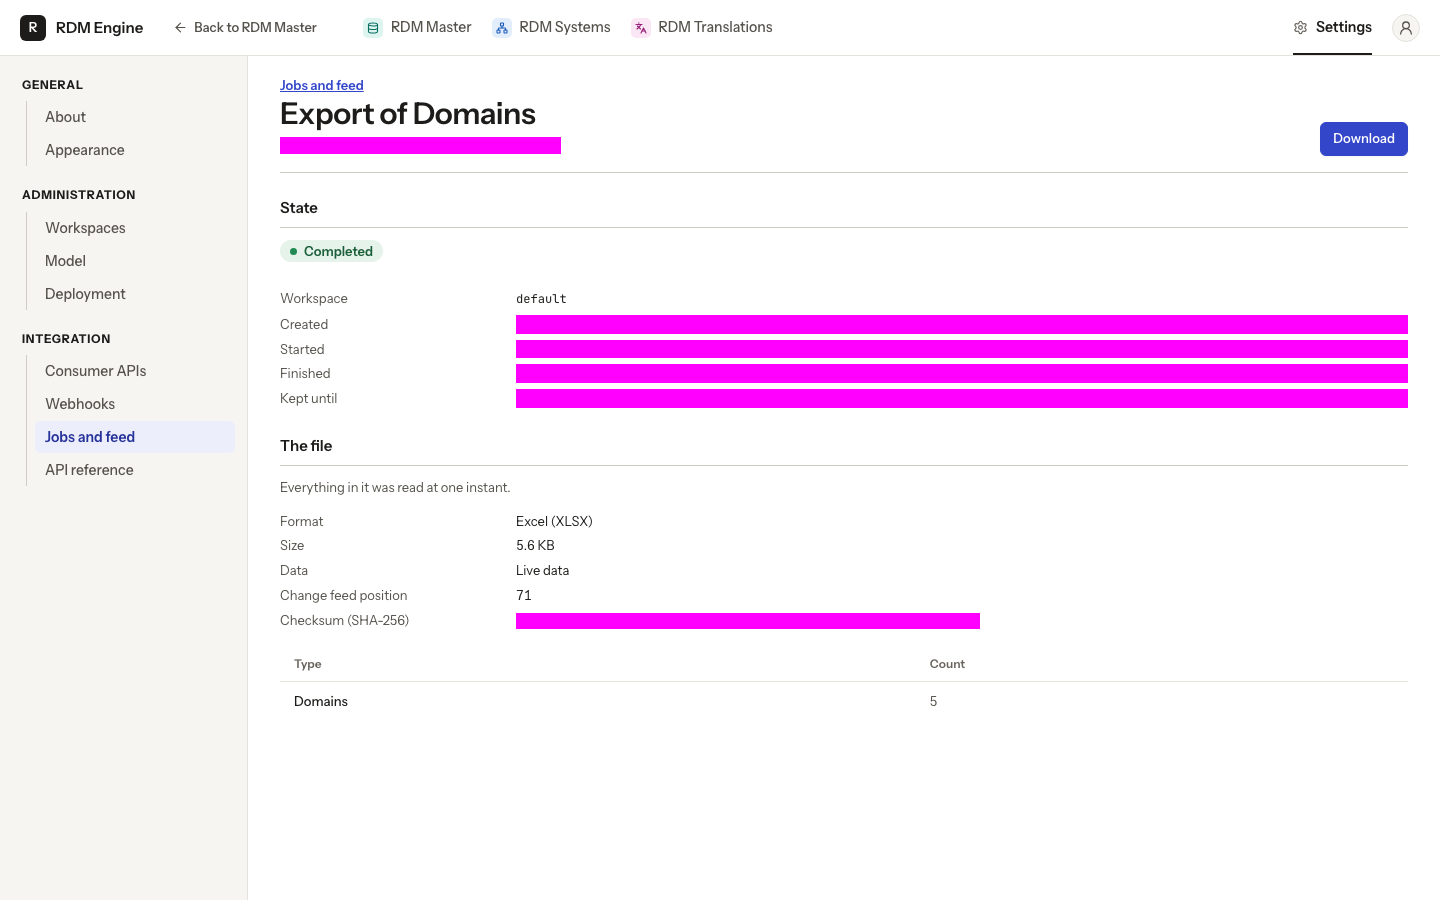 R RDM Engine
Back to RDM Master
RDM Master
RDM Systems
RDM Translations
Settings
GENERAL
About
Appearance
ADMINISTRATION
Workspaces
Model
Deployment
INTEGRATION
Consumer APIs
Webhooks
Jobs and feed
API reference
Jobs and feed
Export of Domains
Download
State
Completed
Workspace default
Created
Started
Finished
Kept until
The file
Everything in it was read at one instant.
Format Excel (XLSX)
Size 5.6 KB
Data Live data
Change feed position 71
Checksum (SHA-256)
Type Count
Domains 5